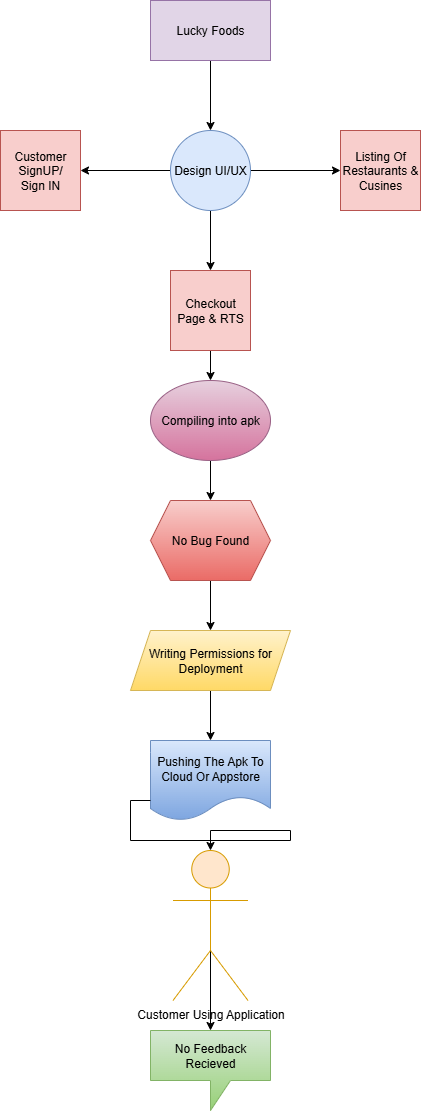 Lucky Foods
Customer
SignUP/
Sign IN
Design UI/UX
Listing Of
Restaurants &
Cusines
Checkout
Page & RTS
Compiling into apk
No Bug Found
Writing Permissions for
Deployment
Pushing The Apk To
Cloud Or Appstore
Customer Using Application
No Feedback
Recieved